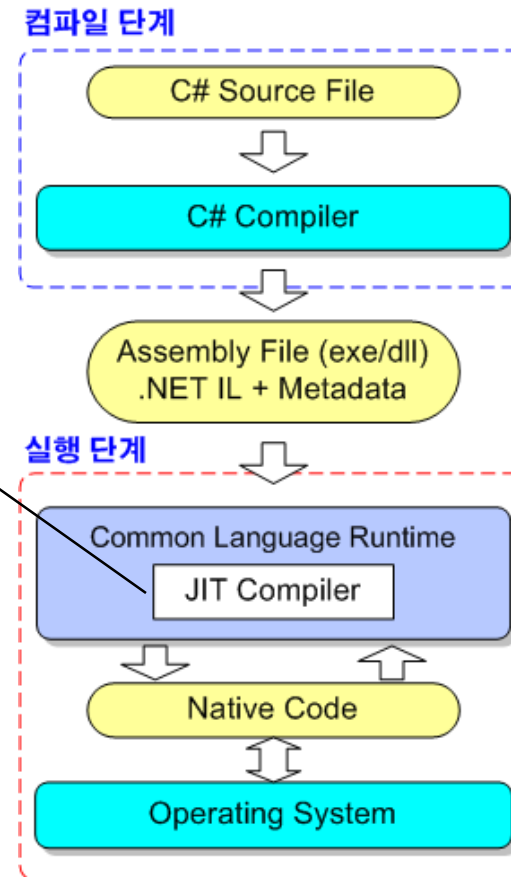 컴파일 단계
C# Source File
C# Compiler
Assembly File (exe/dll)
.NET IL + Metadata
실행 단계
Common Language Runtime
JIT Compiler
Native Code
Operating System